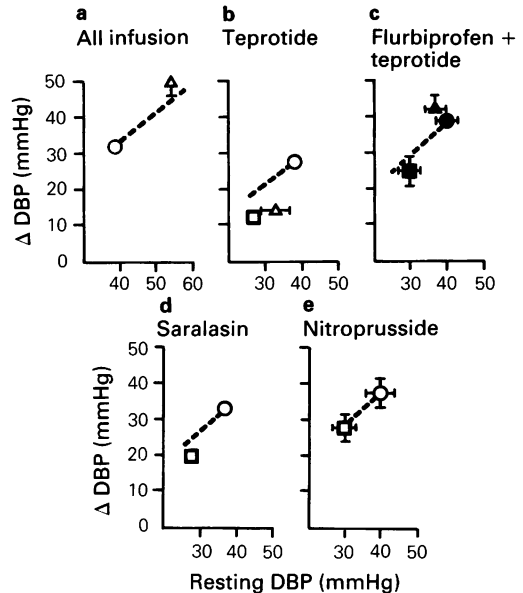 a
All infusion
b
Teprotide
c
Flurbiprofen +
teprotide
Δ DBP (mmHg)
50
40
30
20
10
0
40 50 60
30 40 50
30 40 50
d
Saralasin
e
Nitroprusside
Δ DBP (mmHg)
50
40
30
20
10
0
30 40 50
30 40 50
Resting DBP (mmHg)